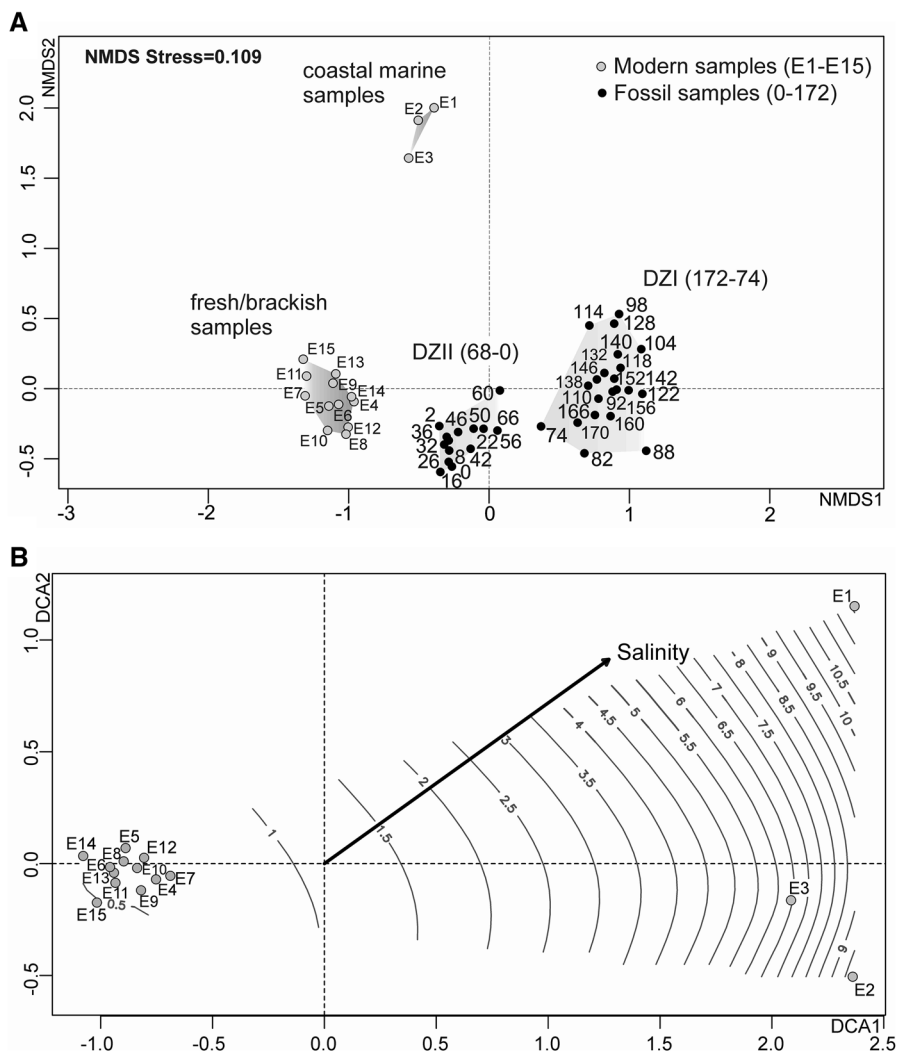 A
NMDS2
NMDS Stress=0.109
Modern samples (E1-E15)
Fossil samples (0-172)
coastal marine
samples
E2 E1
E3
2.0
1.5
1.0
0.5
0.0
-0.5
fresh/brackish
samples
DZII (68-0)
DZI (172-74)
E15
E13
E11
E9
E14
E7
E5
E6
E4
E12
E10
E8
60
2
46
50
66
36
32
22
56
26
8
42
0
16
98
114
128
140
104
132
118
146
138
152
142
110
92
122
166
156
160
74
170
82
88
-3
-2
-1
0
1
2
NMDS1
B
DCA2
1.0
0.5
0.0
-0.5
E1
Salinity
1
1.5
2
2.5
3
3.5
4
4.5
5
5.5
6
6.5
7
7.5
8
8.5
9
9.5
10
10.5
E14
E5
E12
E8
E6
E10
E7
E13
E4
E11
E9
E15
0.5
E3
9
E2
-1.0
-0.5
0.0
0.5
1.0
1.5
2.0
2.5
DCA1